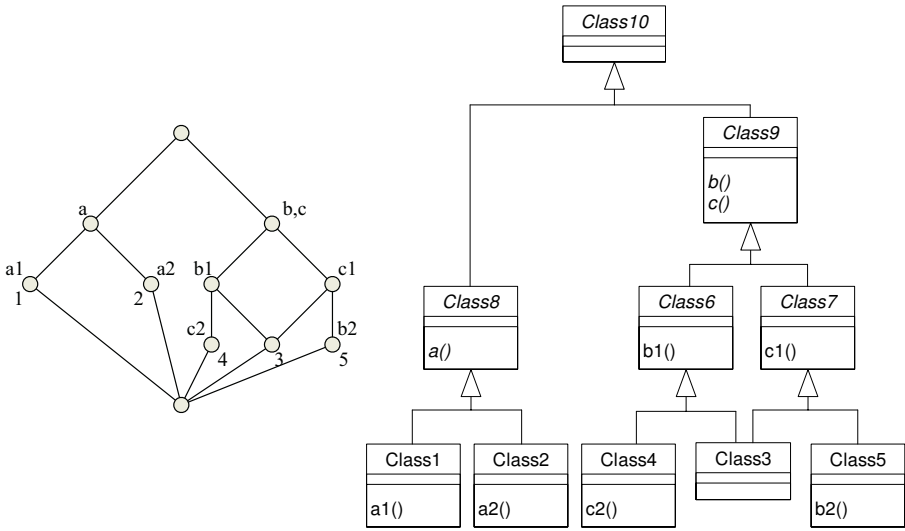 a
b,c
a1
1
a2
2
b1
c1
c2
4
3
b2
5
Class10
Class9
b()
c()
Class8
a()
Class6
b1()
Class7
c1()
Class1
a1()
Class2
a2()
Class4
c2()
Class3
Class5
b2()